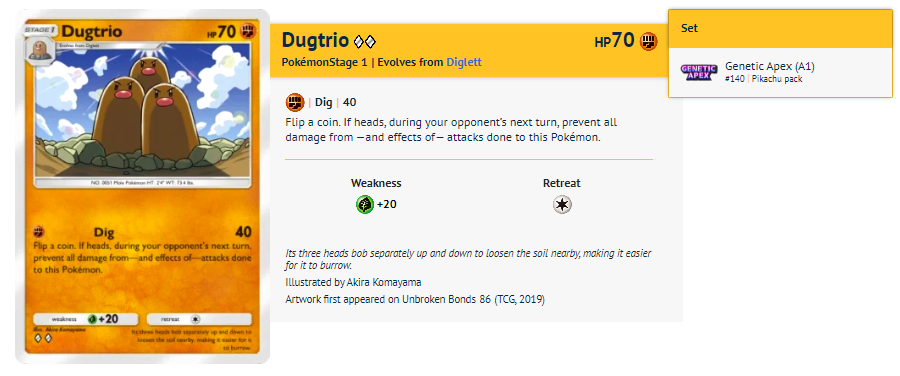 STAGE 1
Dugtrio
HP 70
Evolves from Diglett
NO. 0051 Mole Pokémon HT: 2'4" WT: 73.4 lbs.
Dig 40
Flip a coin. If heads, during your opponent's next turn,
prevent all damage from—and effects of—attacks done
to this Pokémon.
weakness +20 retreat
Illus. Akira Komayama
Its three heads bob separately up and down to
loosen the soil nearby, making it easier for it
to burrow.
Dugtrio
HP 70
PokémonStage 1 | Evolves from Diglett
| Dig | 40
Flip a coin. If heads, during your opponent's next turn, prevent all
damage from —and effects of— attacks done to this Pokémon.
Weakness Retreat
+20
Its three heads bob separately up and down to loosen the soil nearby, making it easier
for it to burrow.
Illustrated by Akira Komayama
Artwork first appeared on Unbroken Bonds 86 (TCG, 2019)
Set
GENETIC
APEX
Genetic Apex (A1)
#140 | Pikachu pack